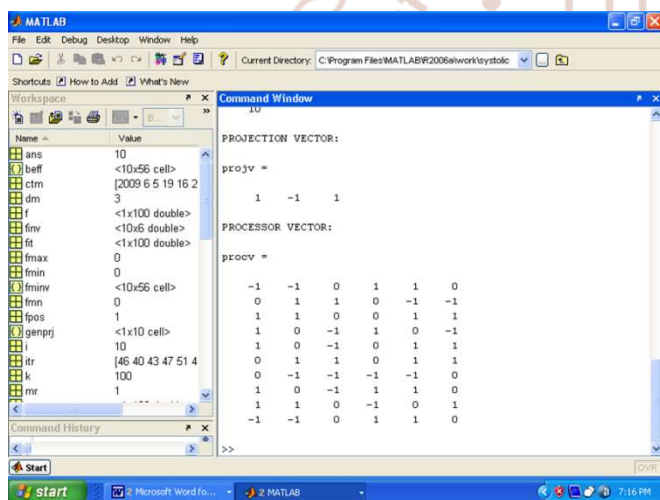 MATLAB
File Edit Debug Desktop Window Help
Current Directory: C:\Program Files\MATLAB\R2006a\work\systolic
Shortcuts How to Add What's New
Workspace
Name Value
ans 10
beff <10x56 cell>
ctm [2009 6 5 19 16 2
dm 3
f <1x100 double>
finv <10x6 double>
fit <1x100 double>
fmax 0
fmin 0
fminv <10x56 cell>
fmn 0
fpos 1
genprj <1x10 cell>
i 10
itr [46 40 43 47 51 4
k 100
mr 1
Command History
Command Window
10
PROJECTION VECTOR:
projv =
1 -1 1
PROCESSOR VECTOR:
procv =
-1 -1 0 1 1 0
0 1 1 0 -1 -1
1 1 0 0 1 1
1 0 -1 1 0 -1
1 0 -1 0 1 1
0 1 1 0 1 1
0 -1 -1 -1 -1 0
1 0 -1 1 1 0
1 1 0 -1 0 1
-1 -1 0 1 1 0
>>
Start OVR
start 2 Microsoft Word fo... 2 MATLAB 7:16 PM